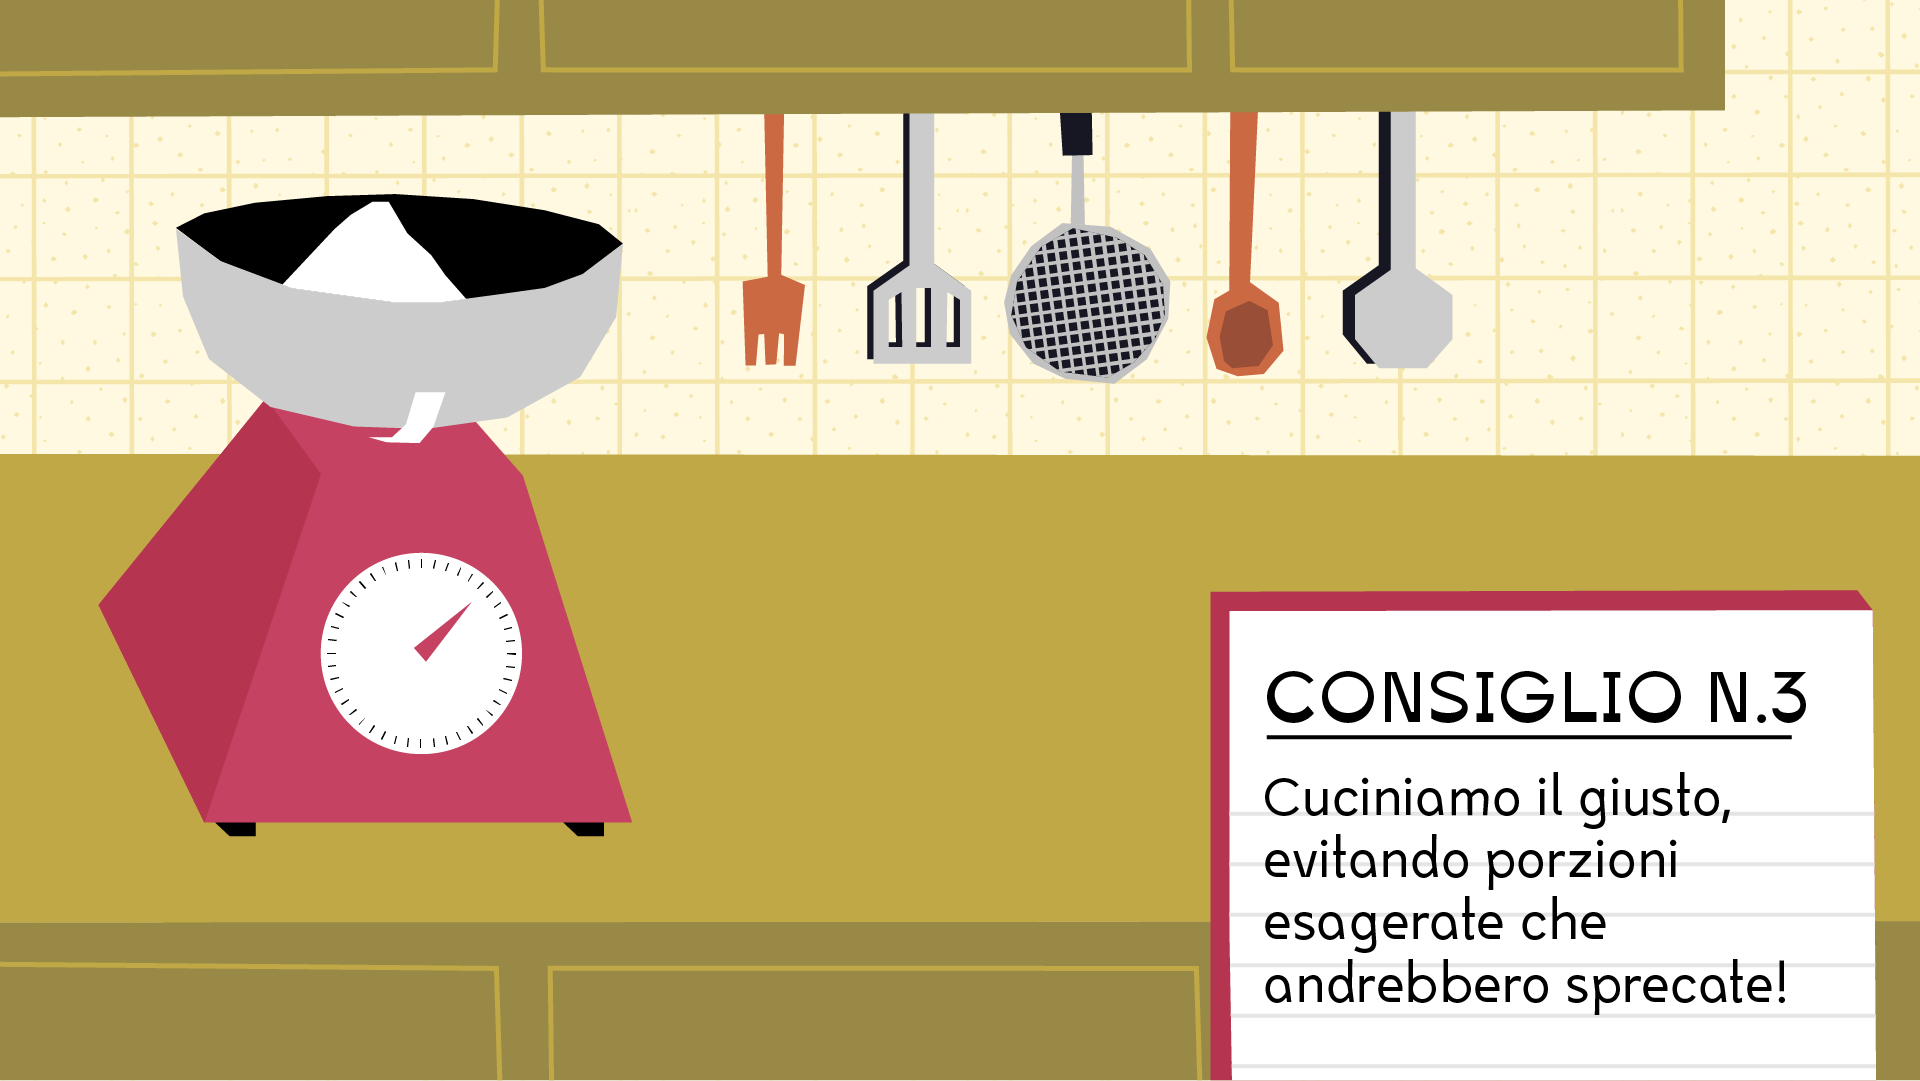 CONSIGLIO N.3
Cuciniamo il giusto,
evitando porzioni
esagerate che
andrebbero sprecate!